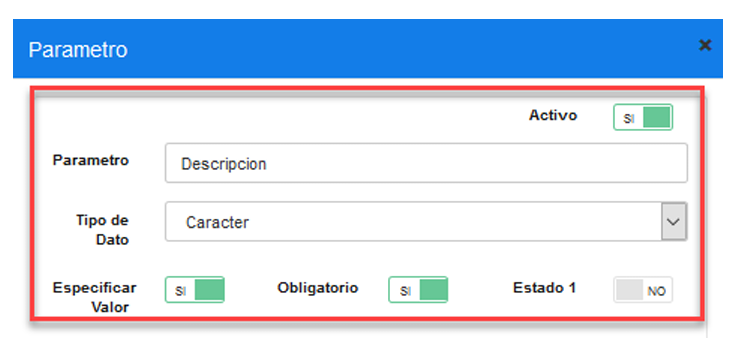 Parametro ×
Activo SI
Parametro Descripcion
Tipo de Dato Caracter
Especificar Valor SI Obligatorio SI Estado 1 NO